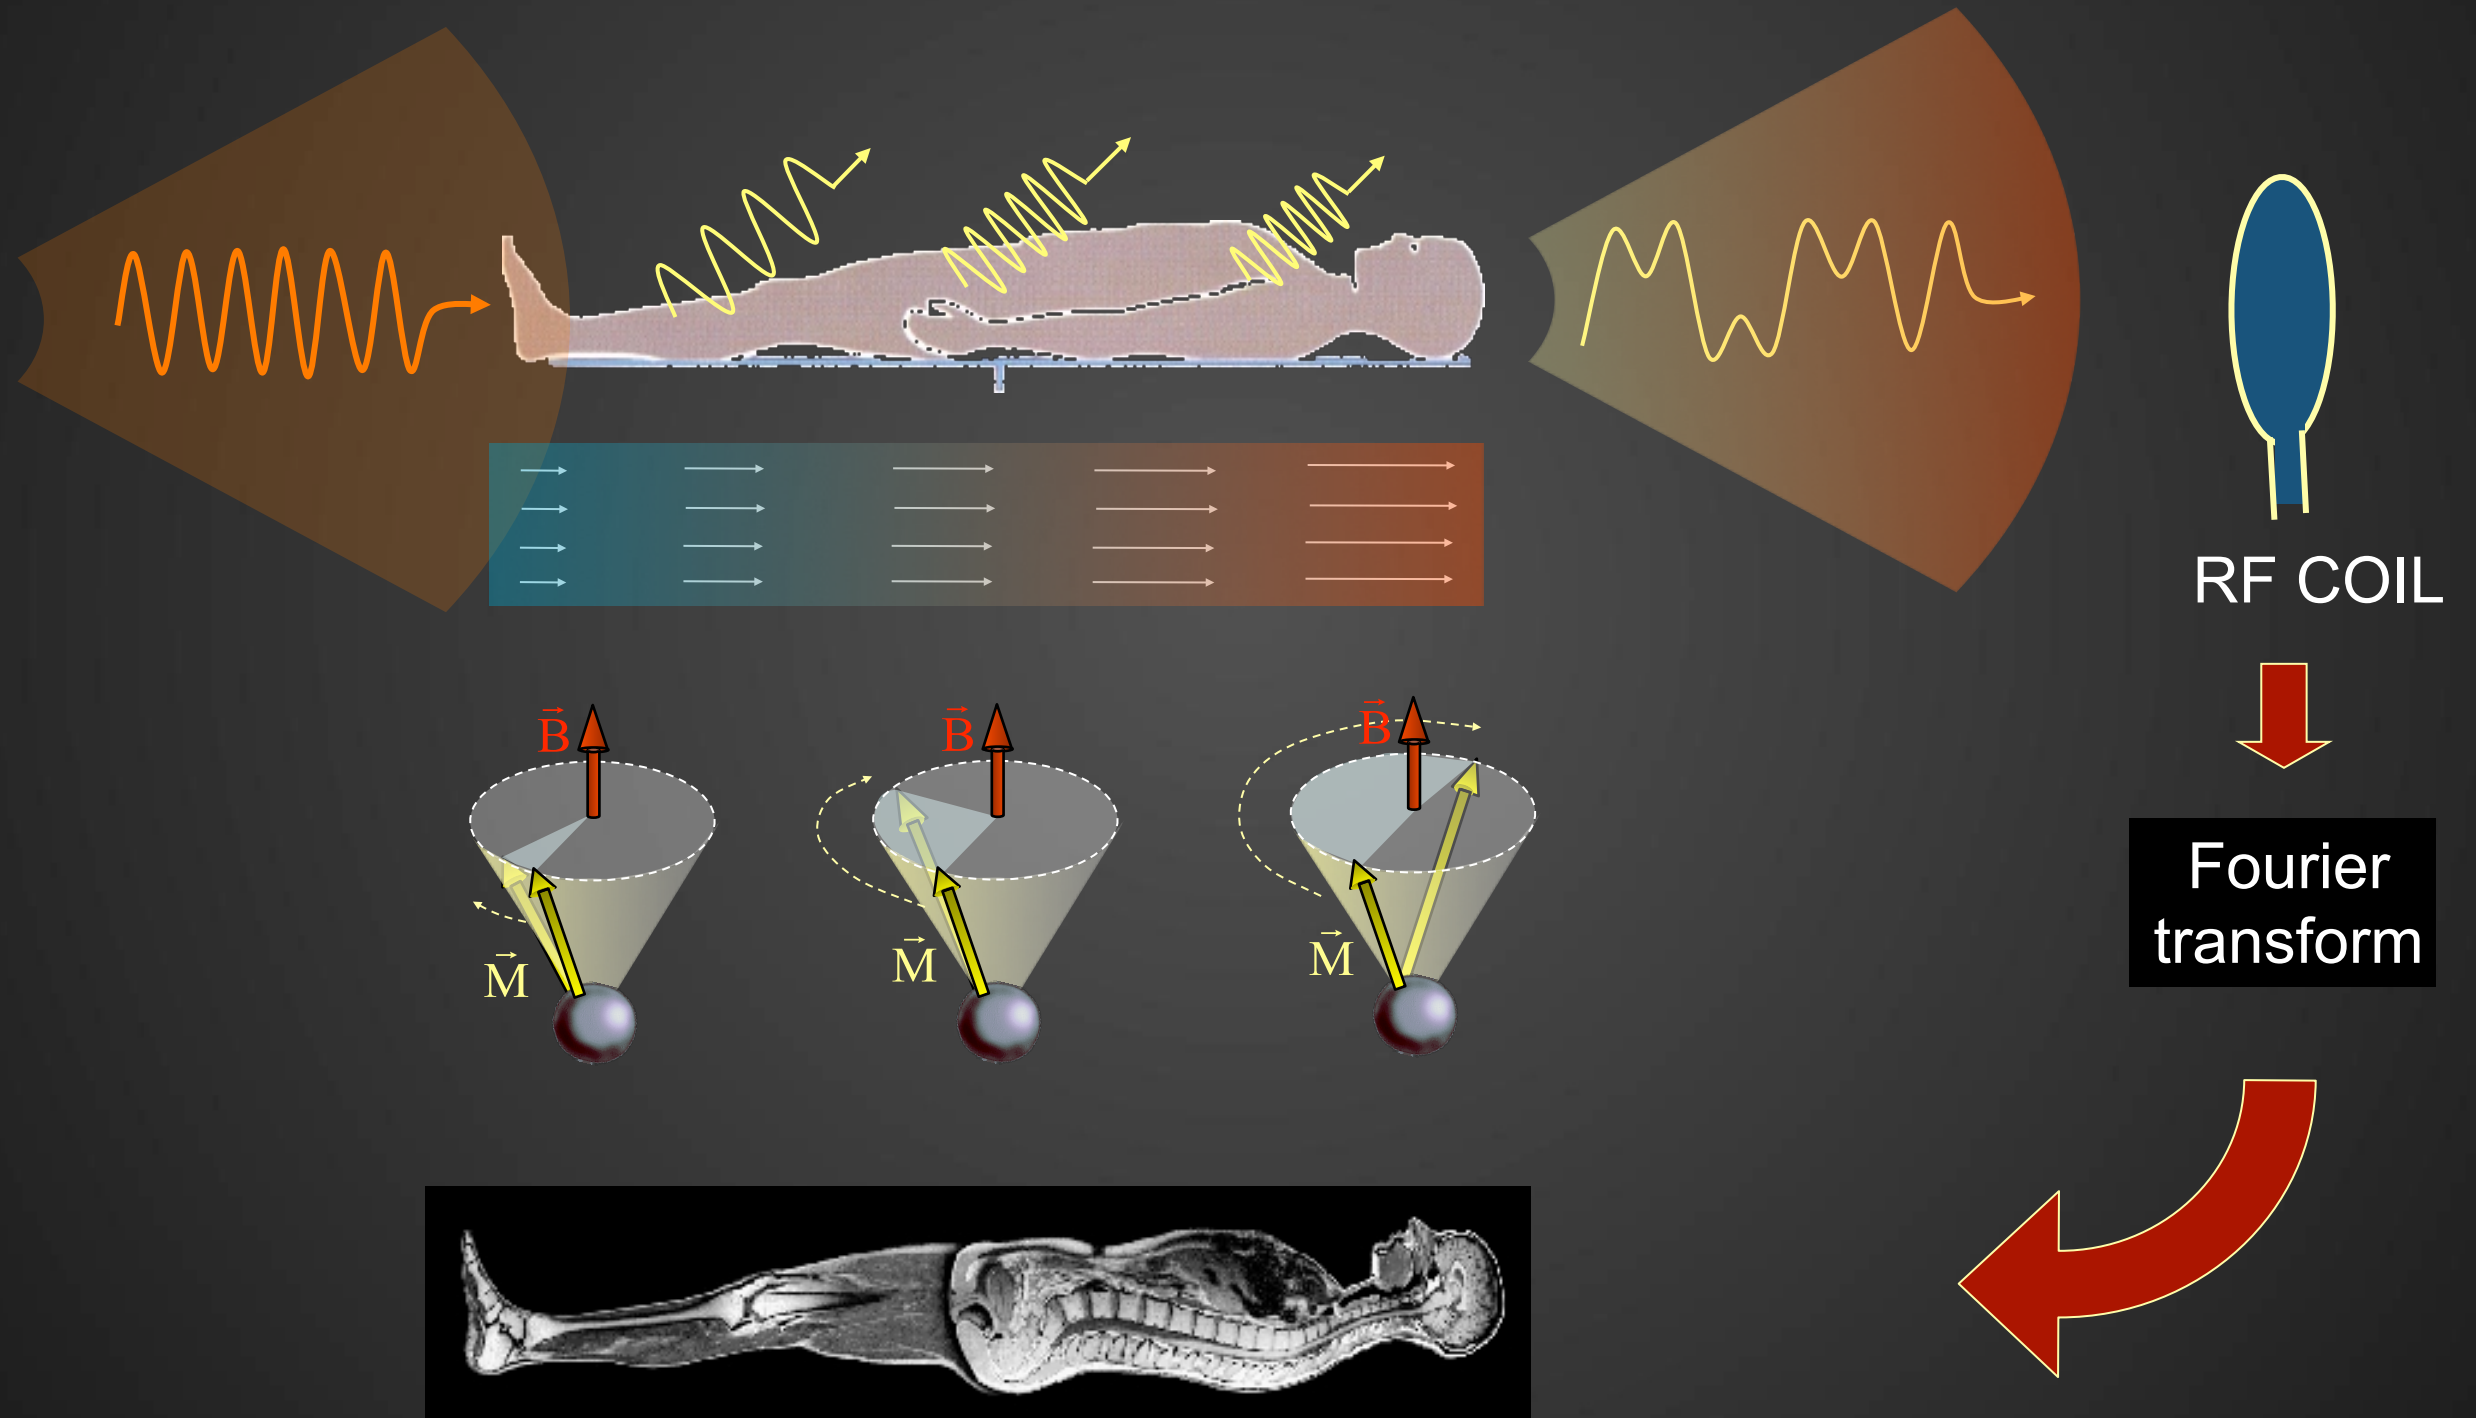 RF COIL
B⃗
B⃗
B⃗
M⃗
M⃗
M⃗
Fourier
transform